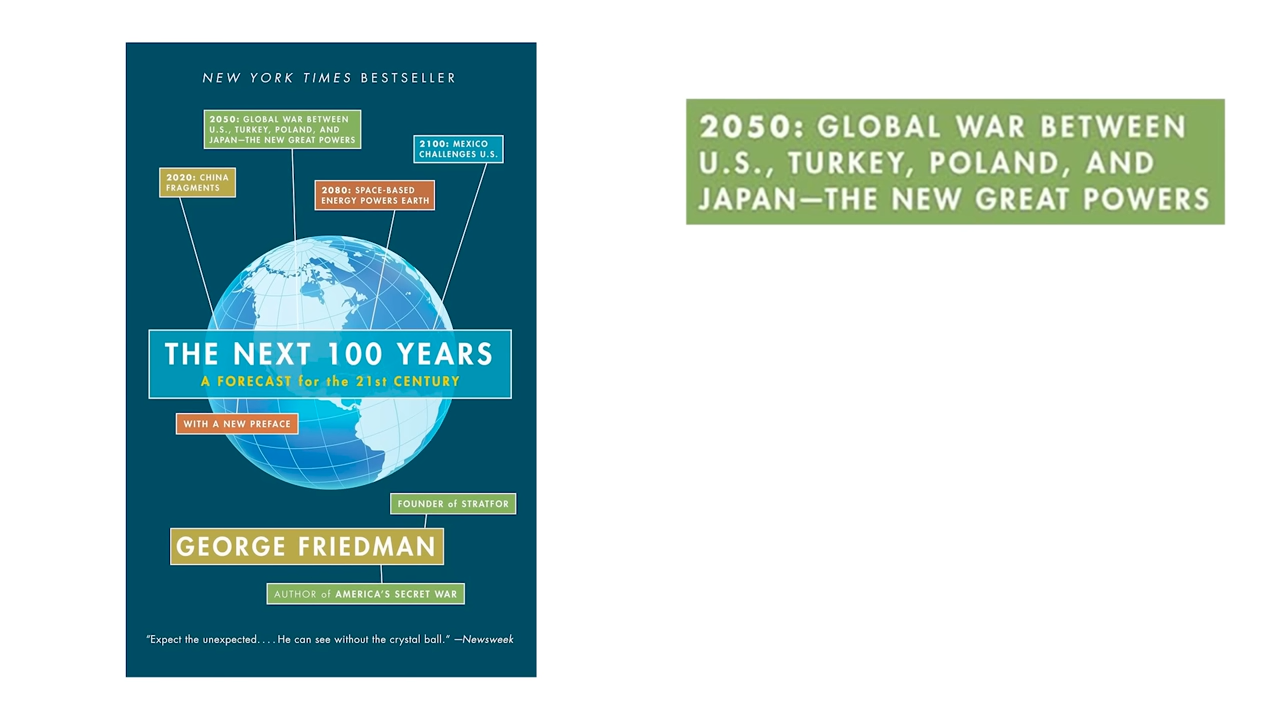 NEW YORK TIMES BESTSELLER
2050: GLOBAL WAR BETWEEN
U.S., TURKEY, POLAND, AND
JAPAN—THE NEW GREAT POWERS
2100: MEXICO
CHALLENGES U.S.
2020: CHINA
FRAGMENTS
2080: SPACE-BASED
ENERGY POWERS EARTH
THE NEXT 100 YEARS
A FORECAST for the 21st CENTURY
WITH A NEW PREFACE
FOUNDER of STRATFOR
GEORGE FRIEDMAN
AUTHOR of AMERICA'S SECRET WAR
"Expect the unexpected....He can see without the crystal ball." —Newsweek
2050: GLOBAL WAR BETWEEN
U.S., TURKEY, POLAND, AND
JAPAN—THE NEW GREAT POWERS